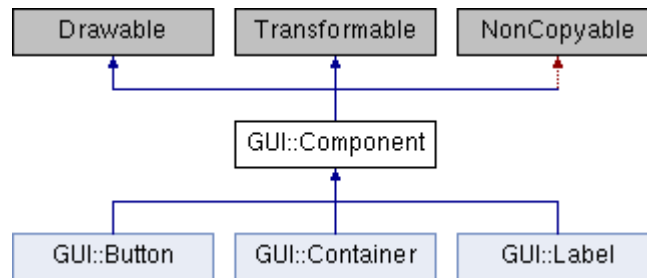 Drawable
Transformable
NonCopyable
GUI::Component
GUI::Button
GUI::Container
GUI::Label